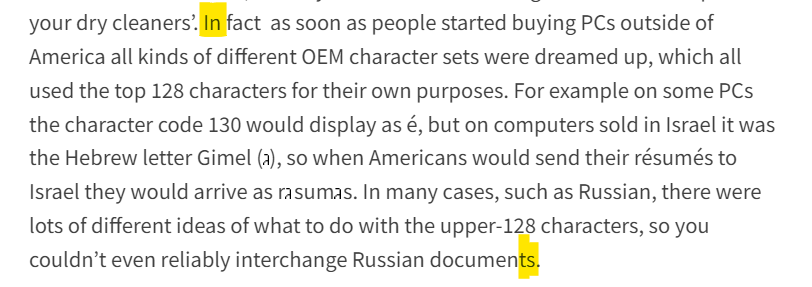 your dry cleaners'. In fact  as soon as people started buying PCs outside of
America all kinds of different OEM character sets were dreamed up, which all
used the top 128 characters for their own purposes. For example on some PCs
the character code 130 would display as é, but on computers sold in Israel it was
the Hebrew letter Gimel (ג), so when Americans would send their résumés to
Israel they would arrive as rגsumגs. In many cases, such as Russian, there were
lots of different ideas of what to do with the upper-128 characters, so you
couldn’t even reliably interchange Russian documents.